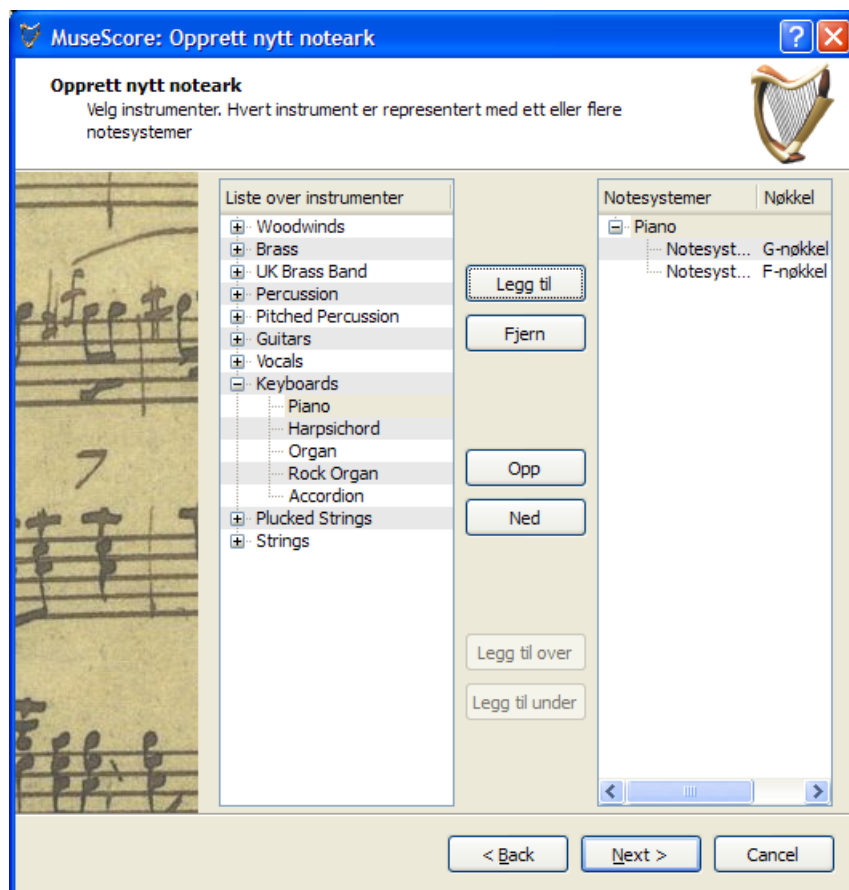 MuseScore: Opprett nytt noteark
Opprett nytt noteark
Velg instrumenter. Hvert instrument er representert med ett eller flere
notesystemer
Liste over instrumenter
Woodwinds
Brass
UK Brass Band
Percussion
Pitched Percussion
Guitars
Vocals
Keyboards
Piano
Harpsichord
Organ
Rock Organ
Accordion
Plucked Strings
Strings
Legg til
Fjern
Opp
Ned
Legg til over
Legg til under
Notesystemer Nøkkel
Piano
Notesyst... G-nøkkel
Notesyst... F-nøkkel
7
< Back
Next >
Cancel